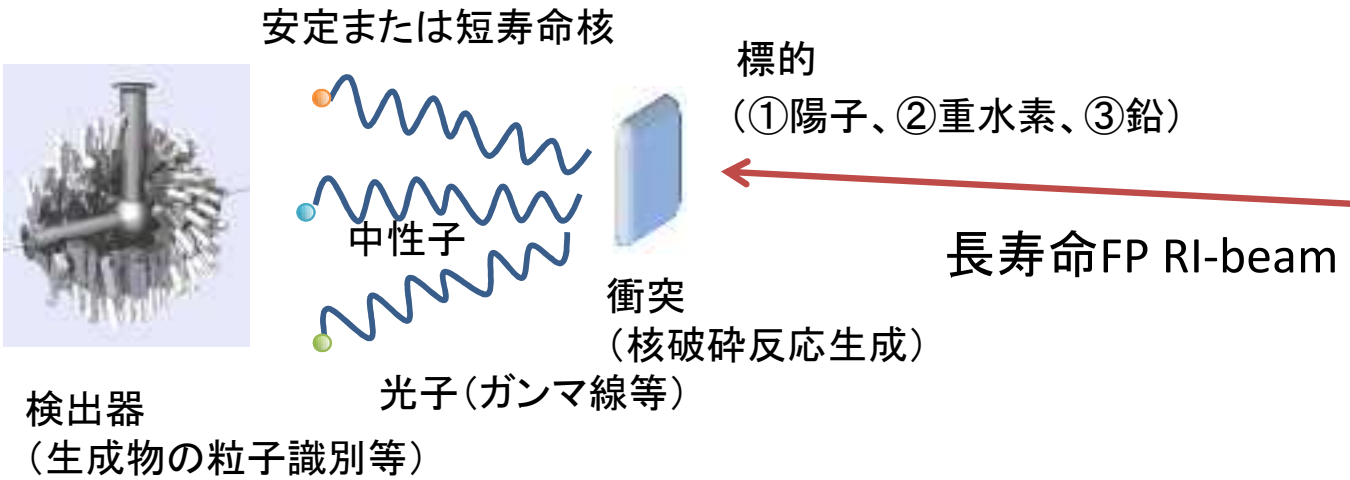 安定または短寿命核
標的
（①陽子、②重水素、③鉛）
中性子
長寿命FP RI-beam
衝突
（核破砕反応生成）
光子（ガンマ線等）
検出器
（生成物の粒子識別等）